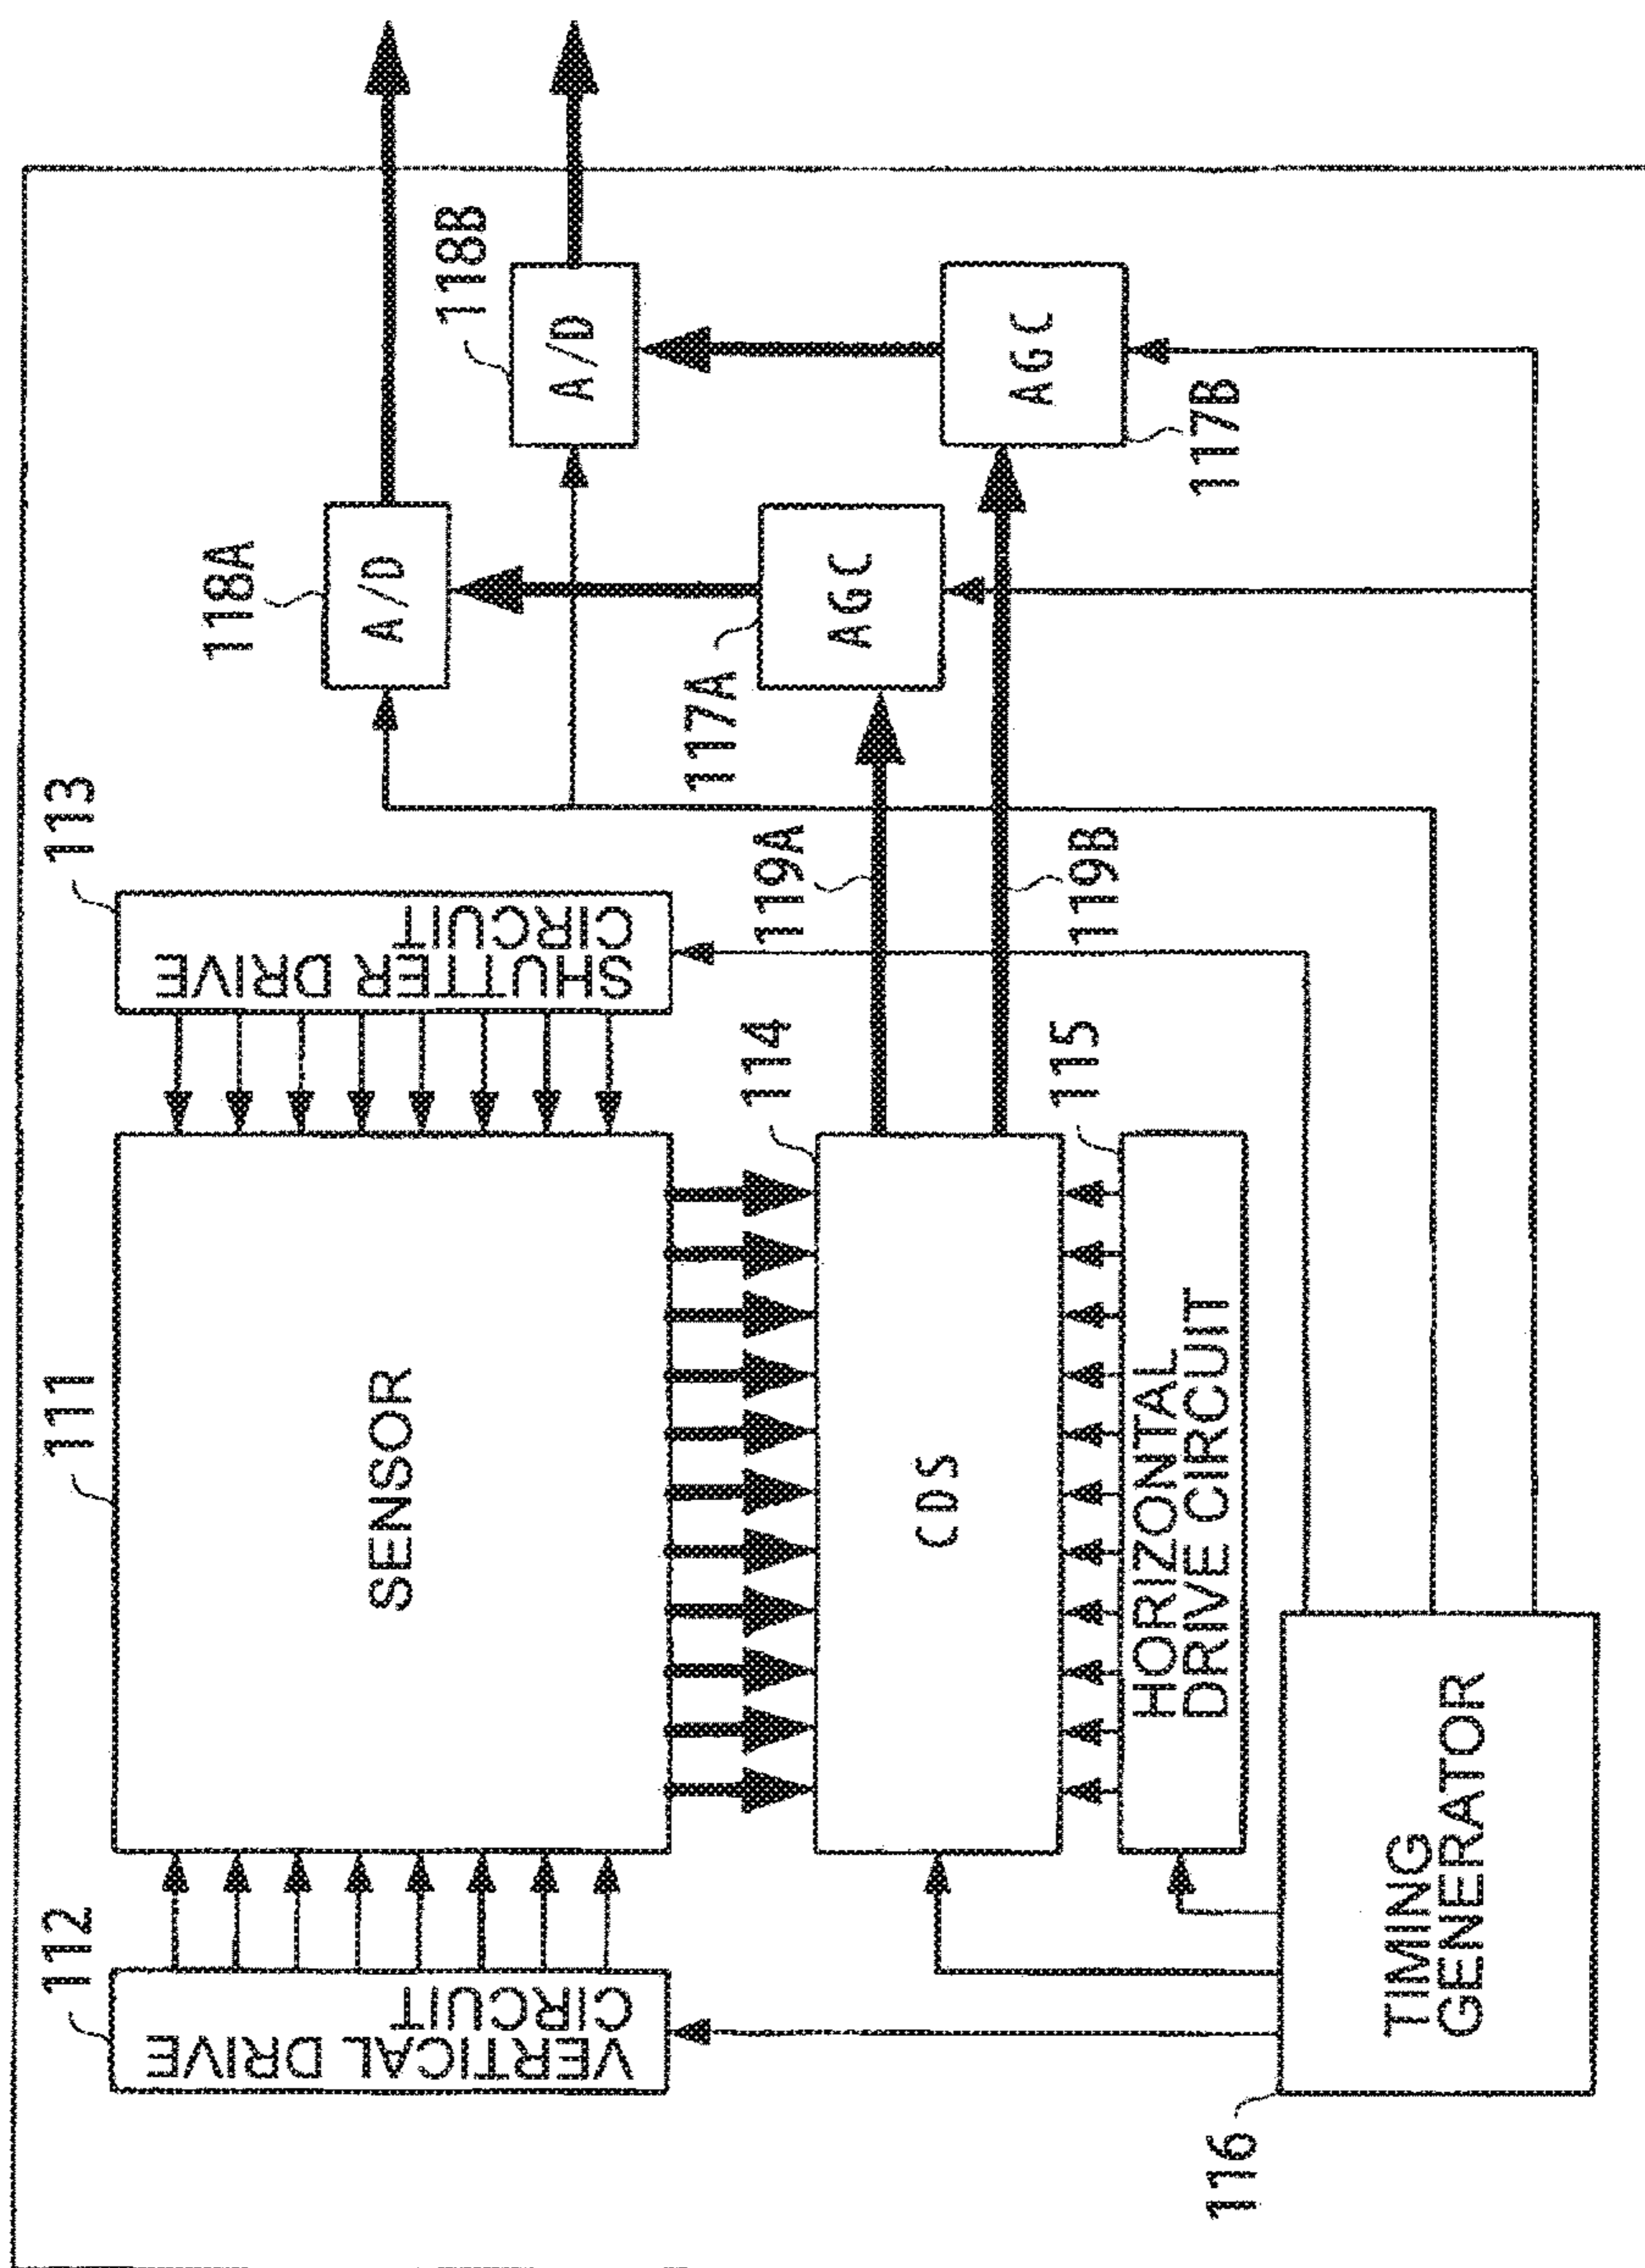 118A
A/D
118B
A/D
113
SHUTTER DRIVE
CIRCUIT
117A
AGC
AGC
117B
119A
119B
111
SENSOR
114
CDS
115
HORIZONTAL
DRIVE CIRCUIT
112
VERTICAL DRIVE
CIRCUIT
116
TIMING
GENERATOR